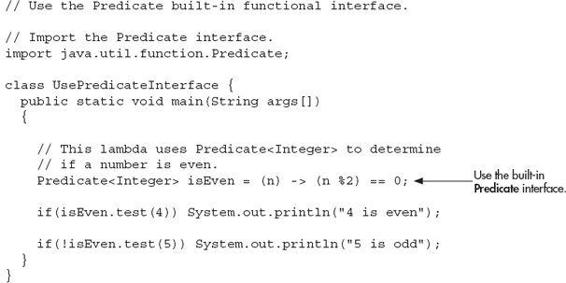 // Use the Predicate built-in functional interface.
// Import the Predicate interface.
import java.util.function.Predicate;
class UsePredicateInterface {
public static void main(String args[])
{
// This lambda uses Predicate<Integer> to determine
// if a number is even.
Predicate<Integer> isEven = (n) -> (n %2) == 0;
Use the built-in
Predicate interface.
if(isEven.test(4)) System.out.println("4 is even");
if(!isEven.test(5)) System.out.println("5 is odd");
}
}